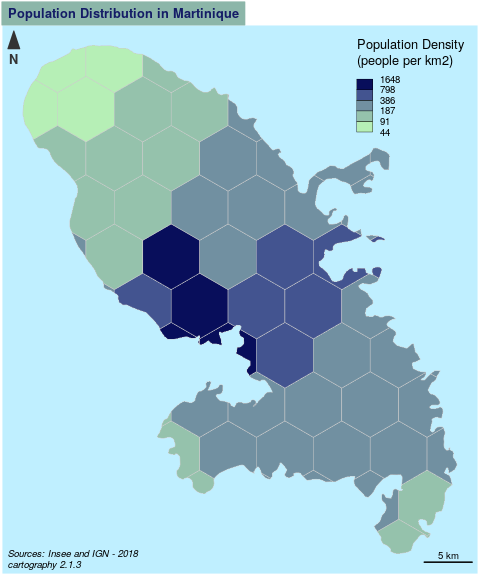 Population Distribution in Martinique
N
Population Density
(people per km2)
1648
798
386
187
91
44
Sources: Insee and IGN - 2018
cartography 2.1.3
5 km